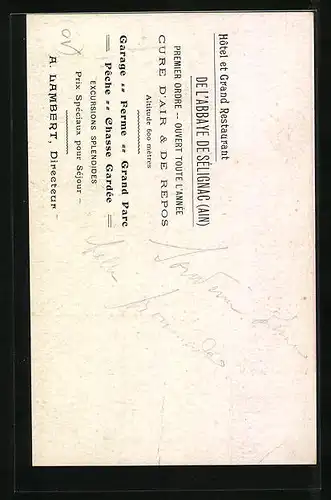 Hôtel et Grand Restaurant
DE L'ABBAYE DE SÉLIGNAC (AIN)
PREMIER ORDRE -- OUVERT TOUTE L'ANNÉE
CURE D'AIR & DE REPOS
Altitude 600 mètres
Garage -- Ferme -- Grand Parc
Pêche -- Chasse Gardée
EXCURSIONS SPLENDIDES
Prix Spéciaux pour Séjour -
A. LAMBERT, Directeur -